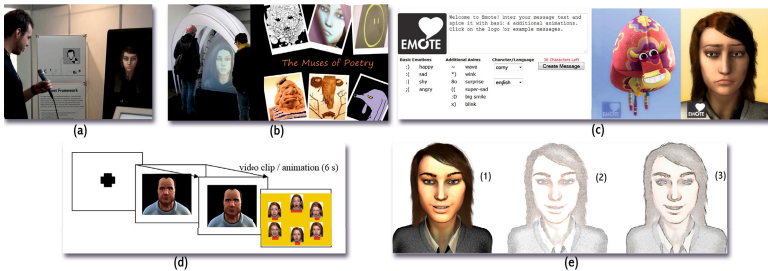 Framework
(a)
The Muses of Poetry
(b)
EMOTE
Welcome to Emote! Enter your message text and
spice it with basic & additional animations.
Click on the logo for example messages.
Basic Emotions
Additional Anims
Character/Language
36 Characters Left
:) happy
~ wave
corny
Create Message
:( sad
*) wink
:| shy
8o surprise
english
:[ angry
(( super-sad
:D big smile
x) blink
EMOTE
EMOTE
(c)
video clip / animation (6 s)
(d)
(1)
(2)
(3)
(e)